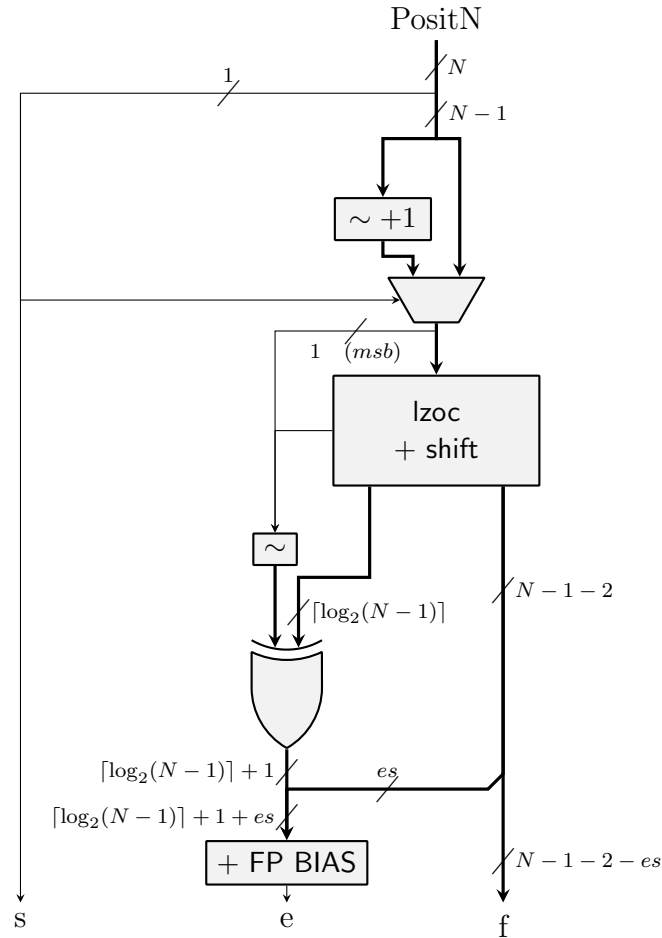 PositN
N
1
N − 1
∼ +1
1 (msb)
lzoc
+ shift
∼
⌈log₂(N − 1)⌉
N − 1 − 2
⌈log₂(N − 1)⌉ + 1
es
⌈log₂(N − 1)⌉ + 1 + es
+ FP BIAS
N − 1 − 2 − es
s
e
f